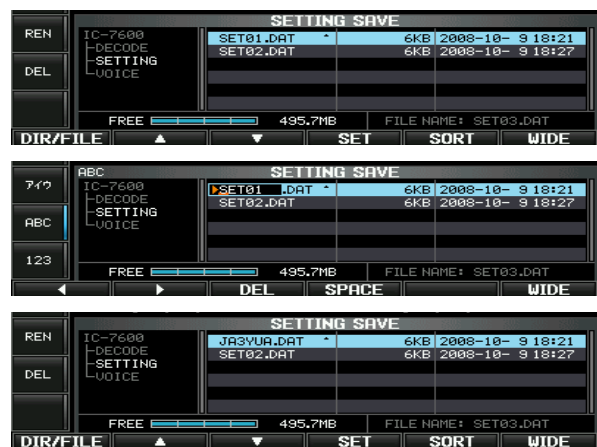 SETTING SAVE
REN
IC-7600
DECODE
SETTING
VOICE
SET01.DAT 6KB 2008-10- 9 18:21
SET02.DAT 6KB 2008-10- 9 18:27
DEL
FREE 495.7MB FILE NAME: SET03.DAT
DIR/FILE ▲ ▼ SET SORT WIDE
ABC SETTING SAVE
アイウ
IC-7600
DECODE
SETTING
VOICE
SET01 .DAT 6KB 2008-10- 9 18:21
SET02.DAT 6KB 2008-10- 9 18:27
ABC
123
FREE 495.7MB FILE NAME: SET03.DAT
◀ ▶ DEL SPACE WIDE
SETTING SAVE
REN
IC-7600
DECODE
SETTING
VOICE
JA3YUA.DAT 6KB 2008-10- 9 18:21
SET02.DAT 6KB 2008-10- 9 18:27
DEL
FREE 495.7MB FILE NAME: SET03.DAT
DIR/FILE ▲ ▼ SET SORT WIDE